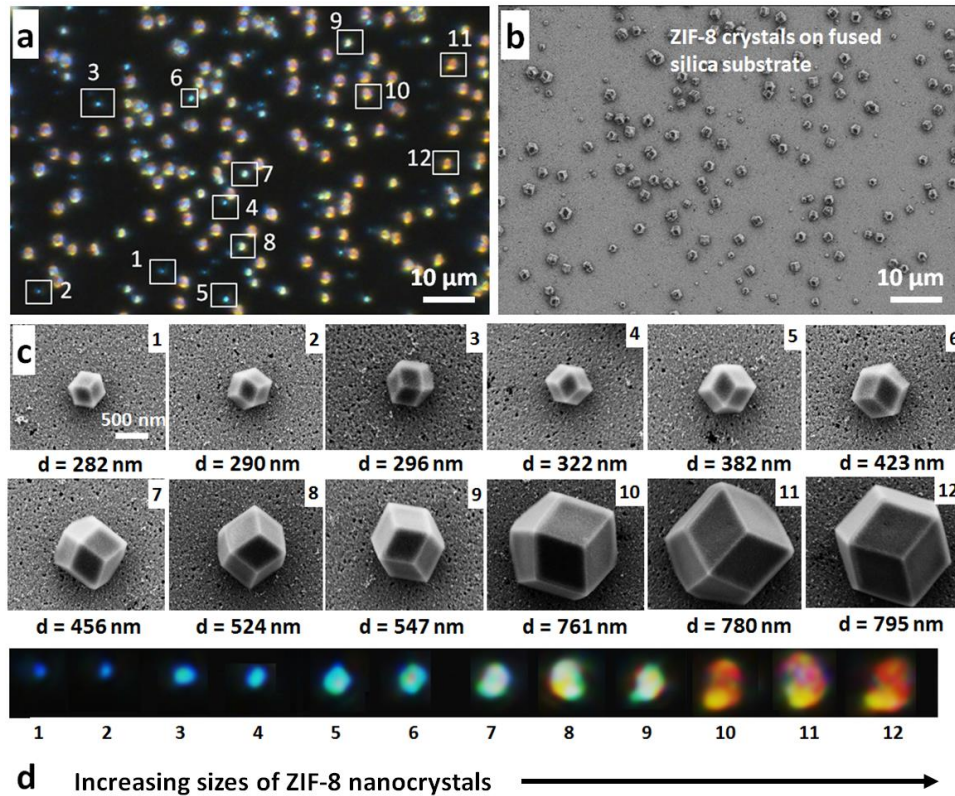 a
9
11
3
6
10
12
7
4
8
1
2
5
10 µm
b
ZIF-8 crystals on fused
silica substrate
10 µm
c
1
2
3
4
5
6
500 nm
d = 282 nm
d = 290 nm
d = 296 nm
d = 322 nm
d = 382 nm
d = 423 nm
7
8
9
10
11
12
d = 456 nm
d = 524 nm
d = 547 nm
d = 761 nm
d = 780 nm
d = 795 nm
1 2 3 4 5 6 7 8 9 10 11 12
d Increasing sizes of ZIF-8 nanocrystals